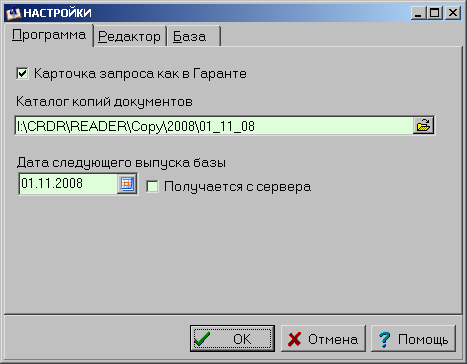 НАСТРОЙКИ
Программа Редактор База
Карточка запроса как в Гаранте
Каталог копий документов
I:\CRDR\READER\Copy\2008\01_11_08
Дата следующего выпуска базы
01.11.2008 Получается с сервера
OK Отмена Помощь